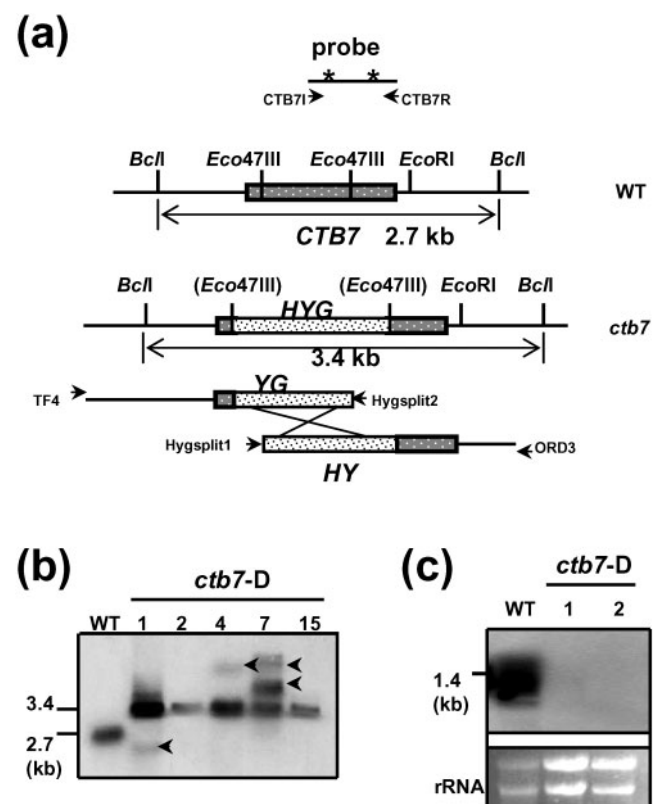 (a)
probe
* *
CTB7I CTB7R
BclI Eco47III Eco47III EcoRI BclI
WT
CTB7 2.7 kb
BclI (Eco47III) (Eco47III) EcoRI BclI
HYG
ctb7
3.4 kb
YG
TF4 Hygsplit2
Hygsplit1 ORD3
HY
(b)
ctb7-D
WT 1 2 4 7 15
3.4
2.7
(kb)
(c)
ctb7-D
WT 1 2
1.4
(kb)
rRNA